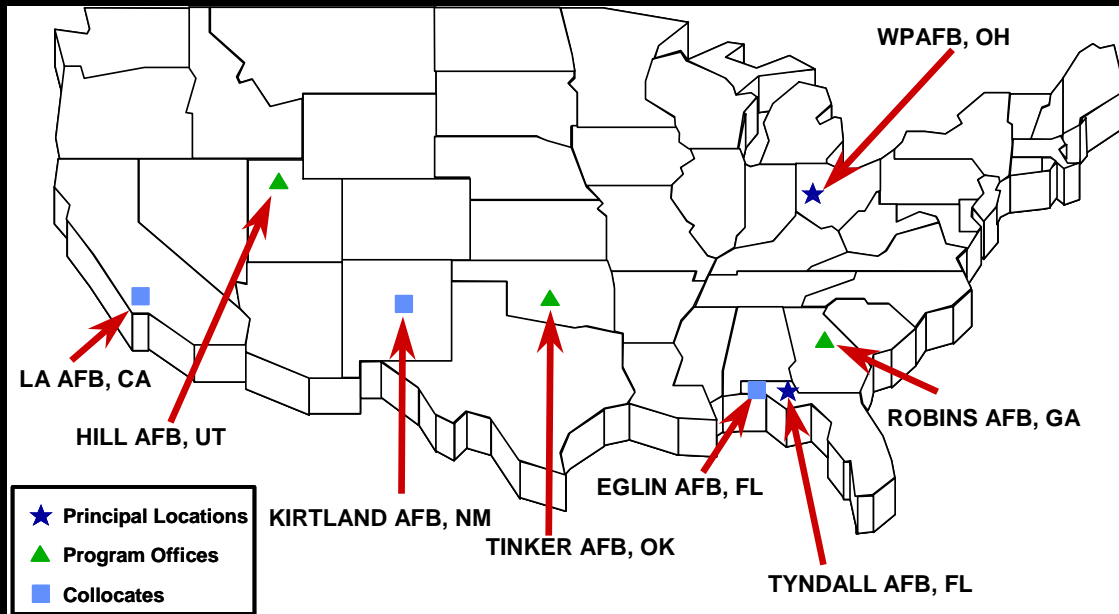 WPAFB, OH
LA AFB, CA
HILL AFB, UT
KIRTLAND AFB, NM
TINKER AFB, OK
EGLIN AFB, FL
TYNDALL AFB, FL
ROBINS AFB, GA
Principal Locations
Program Offices
Collocates